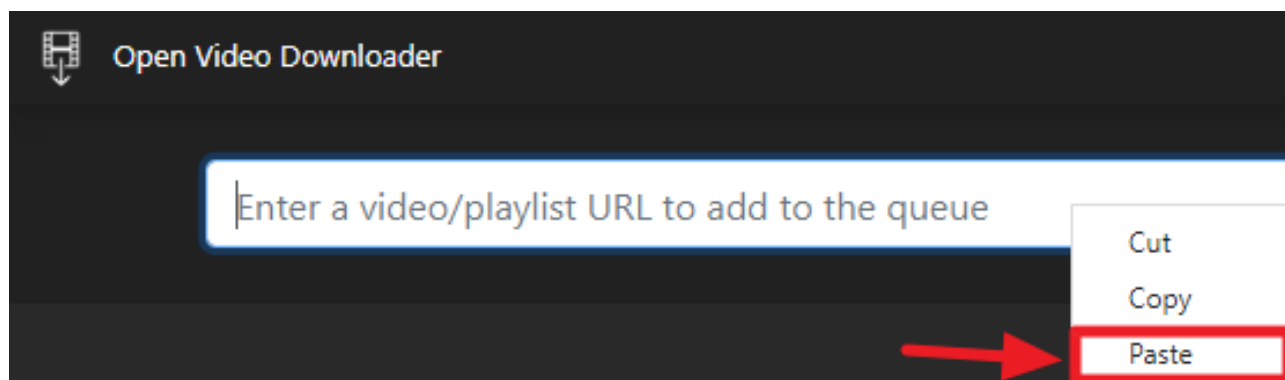 Open Video Downloader
Enter a video/playlist URL to add to the queue
Cut
Copy
Paste